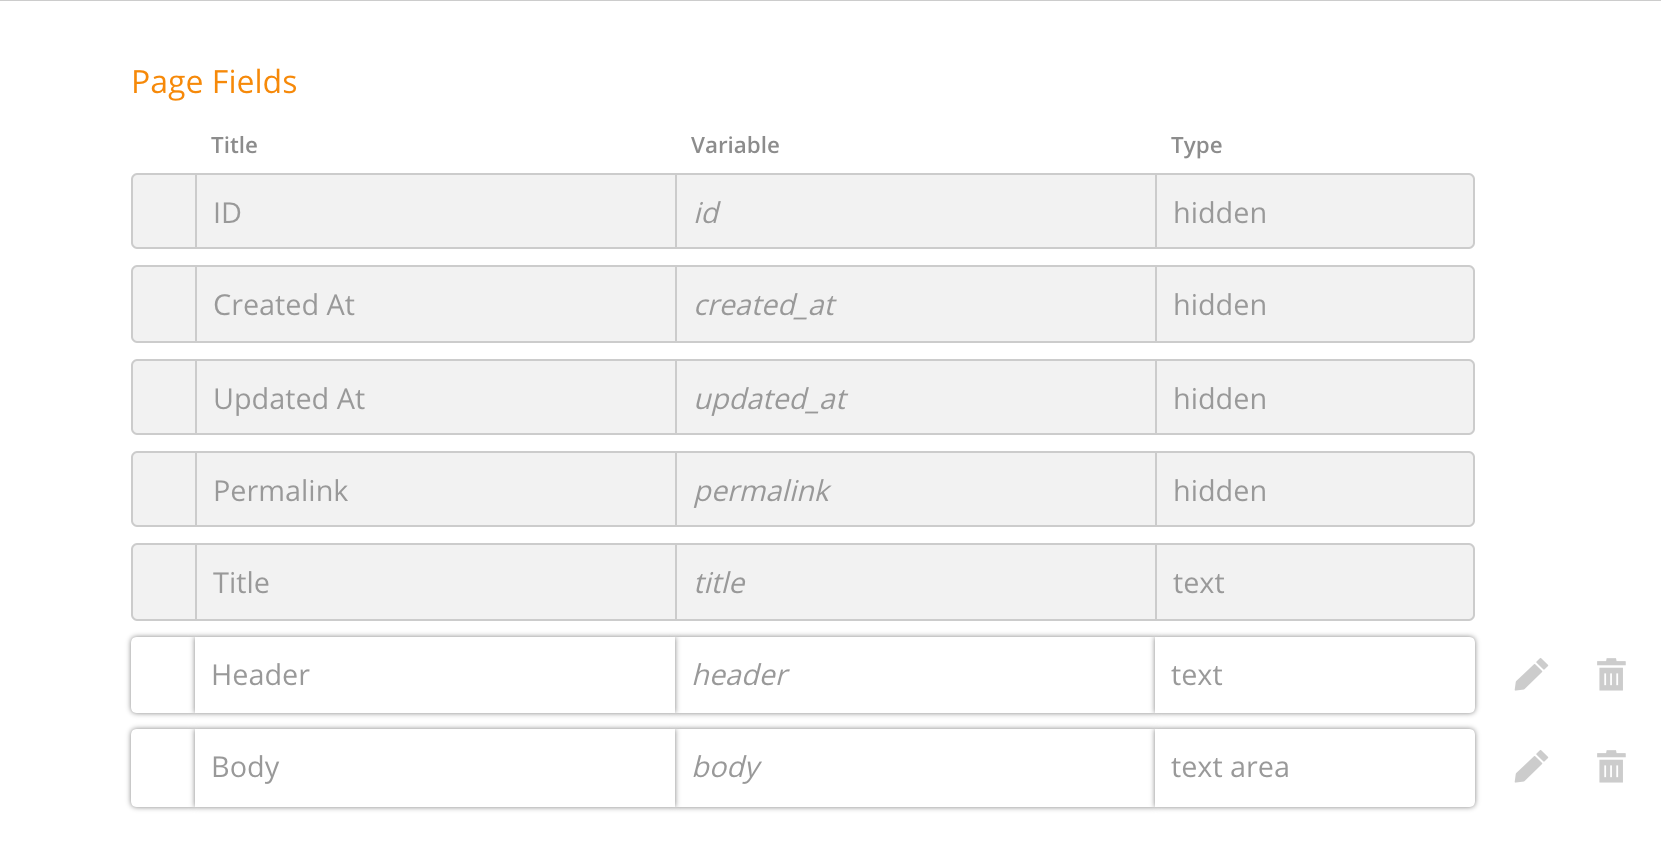 Page Fields
Title Variable Type
ID id hidden
Created At created_at hidden
Updated At updated_at hidden
Permalink permalink hidden
Title title text
Header header text
Body body text area